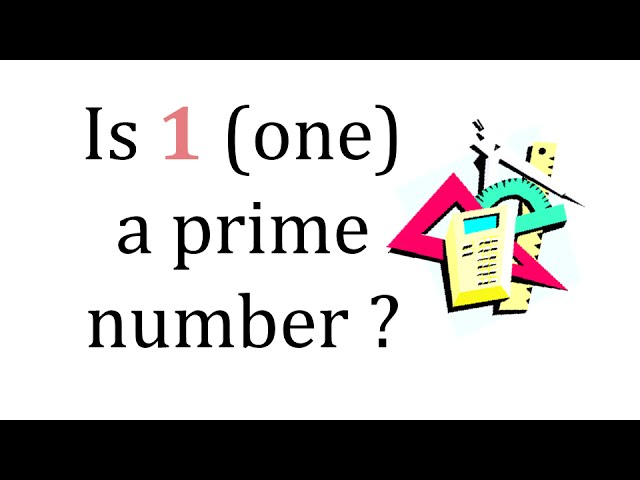 Is 1 (one)
a prime
number ?